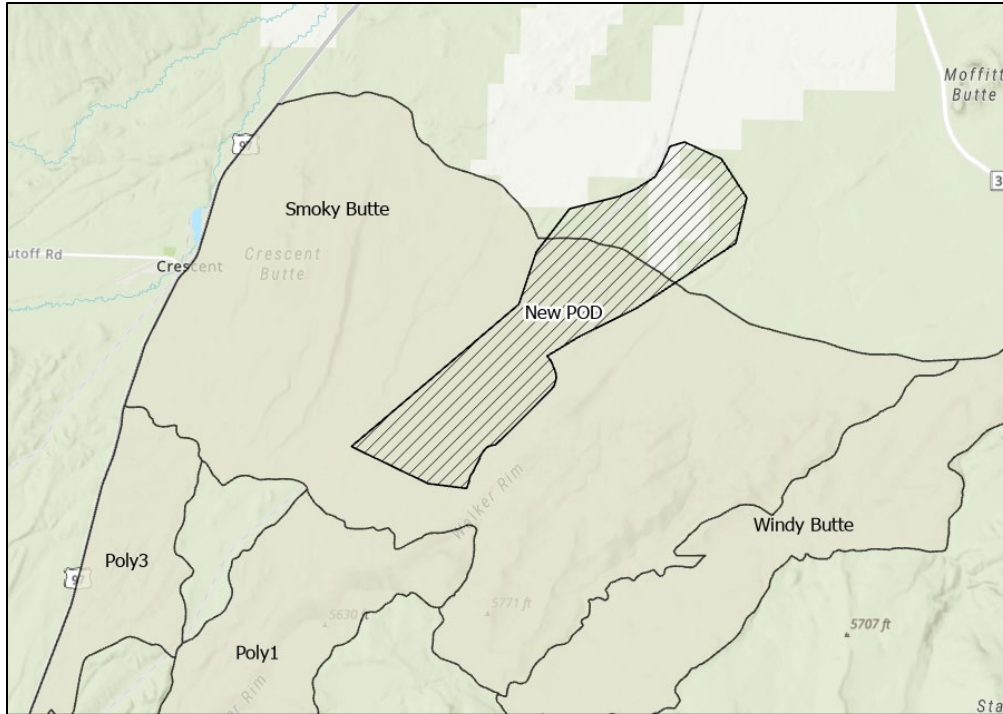 Moffitt
Butte
97
3
Smoky Butte
utoff Rd
Crescent
Crescent
Butte
New POD
Walker Rim
Windy Butte
Poly3
97
5771 ft
5630 ft
5707 ft
Poly1
Rim
Sta